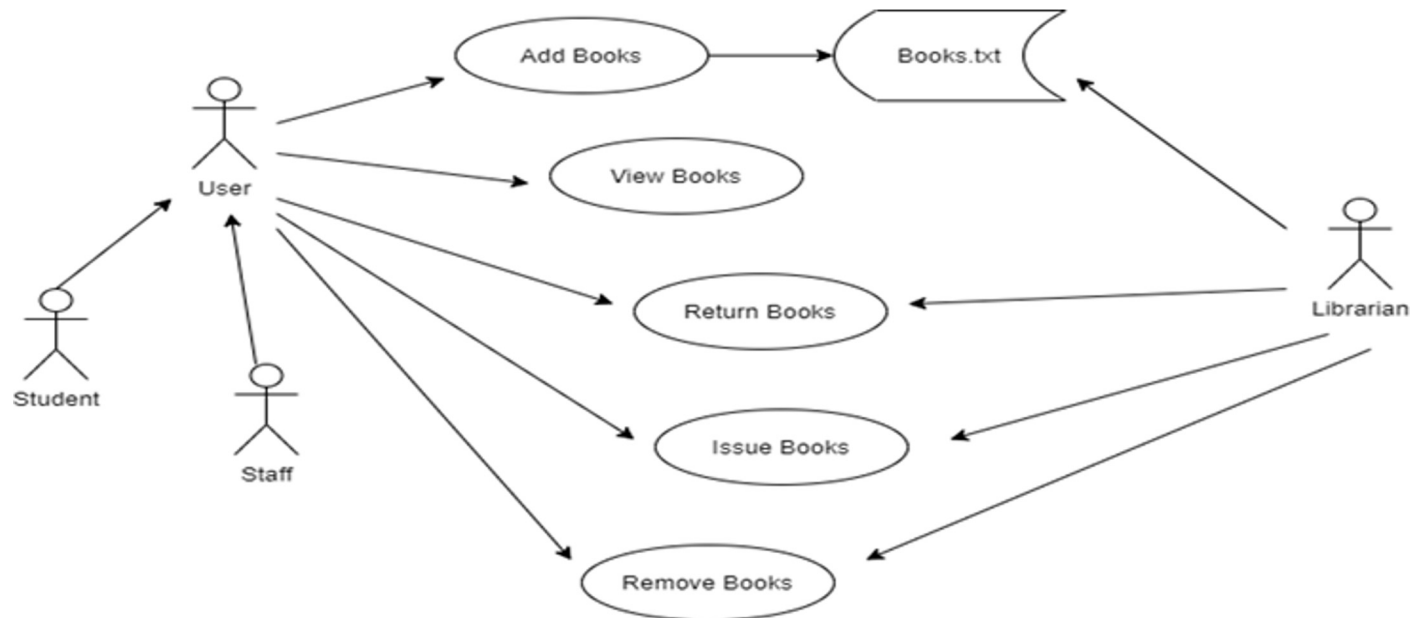 Add Books
Books.txt
User
View Books
Student
Staff
Return Books
Librarian
Issue Books
Remove Books